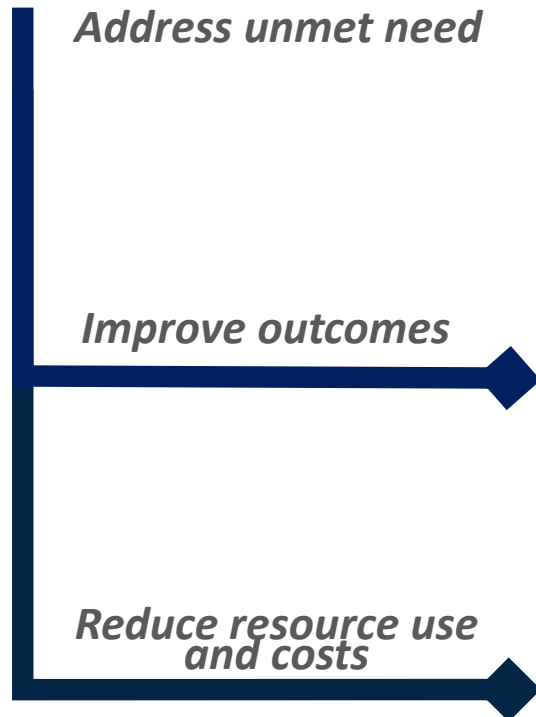 Address unmet need
Improve outcomes
Reduce resource use
and costs